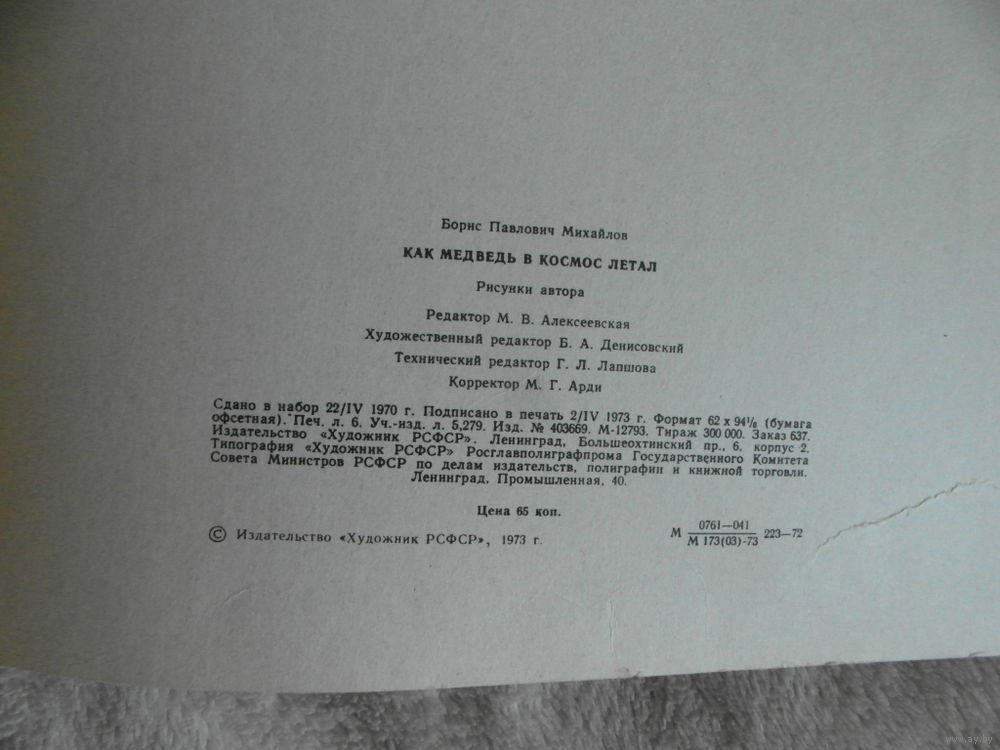 Борис Павлович Михайлов
КАК МЕДВЕДЬ В КОСМОС ЛЕТАЛ
Рисунки автора
Редактор М. В. Алексеевская
Художественный редактор Б. А. Денисовский
Технический редактор Г. Л. Лапшова
Корректор М. Г. Арди
Сдано в набор 22/IV 1970 г. Подписано в печать 2/IV 1973 г. Формат 62 х 94⅛ (бумага
офсетная). Печ. л. 6. Уч.-изд. л. 5,279. Изд. № 403669. М-12793. Тираж 300 000. Заказ 637.
Издательство «Художник РСФСР». Ленинград, Большеохтинский пр., 6, корпус 2.
Типография «Художник РСФСР» Росглавполиграфпрома Государственного Комитета
Совета Министров РСФСР по делам издательств, полиграфии и книжной торговли.
Ленинград, Промышленная, 40.
Цена 65 коп.
© Издательство «Художник РСФСР», 1973 г.
М 0761—041 / М 173(03)-73 223—72
www.ay.by